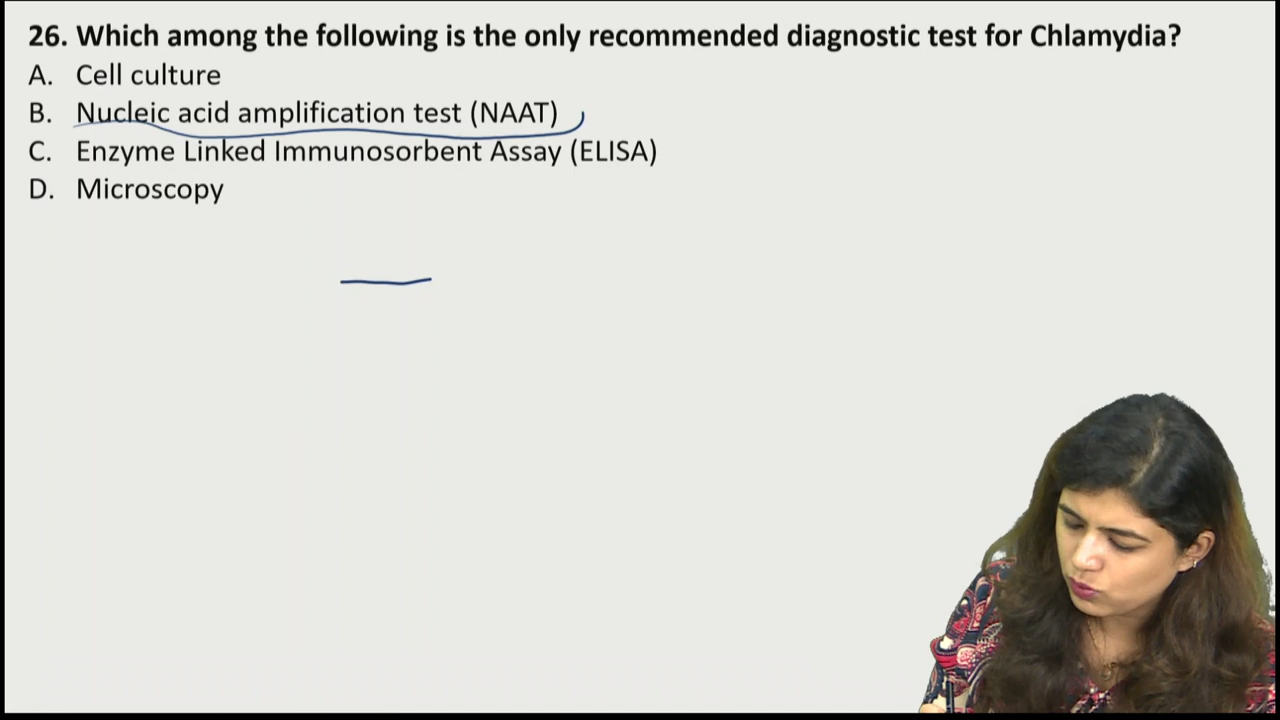 26. Which among the following is the only recommended diagnostic test for Chlamydia?
A. Cell culture
B. Nucleic acid amplification test (NAAT)
C. Enzyme Linked Immunosorbent Assay (ELISA)
D. Microscopy